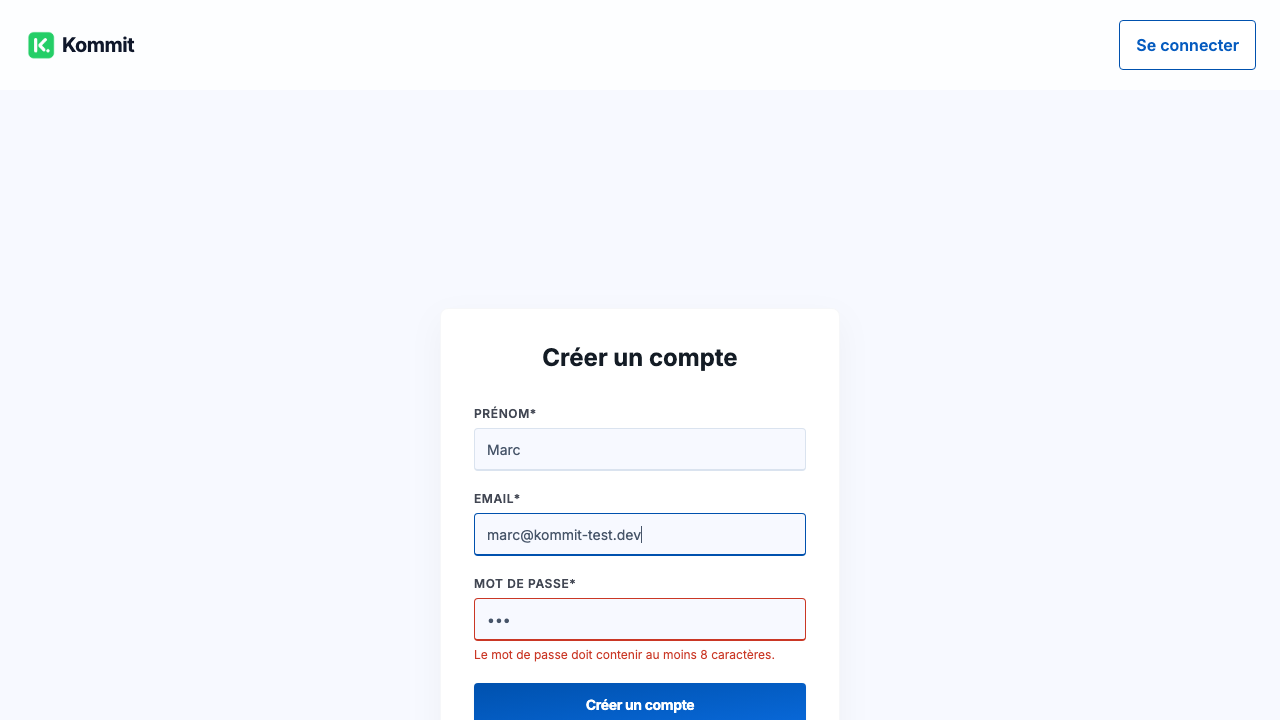 Kommit
Se connecter
Créer un compte
PRÉNOM*
Marc
EMAIL*
marc@kommit-test.dev
MOT DE PASSE*
•••
Le mot de passe doit contenir au moins 8 caractères.
Créer un compte